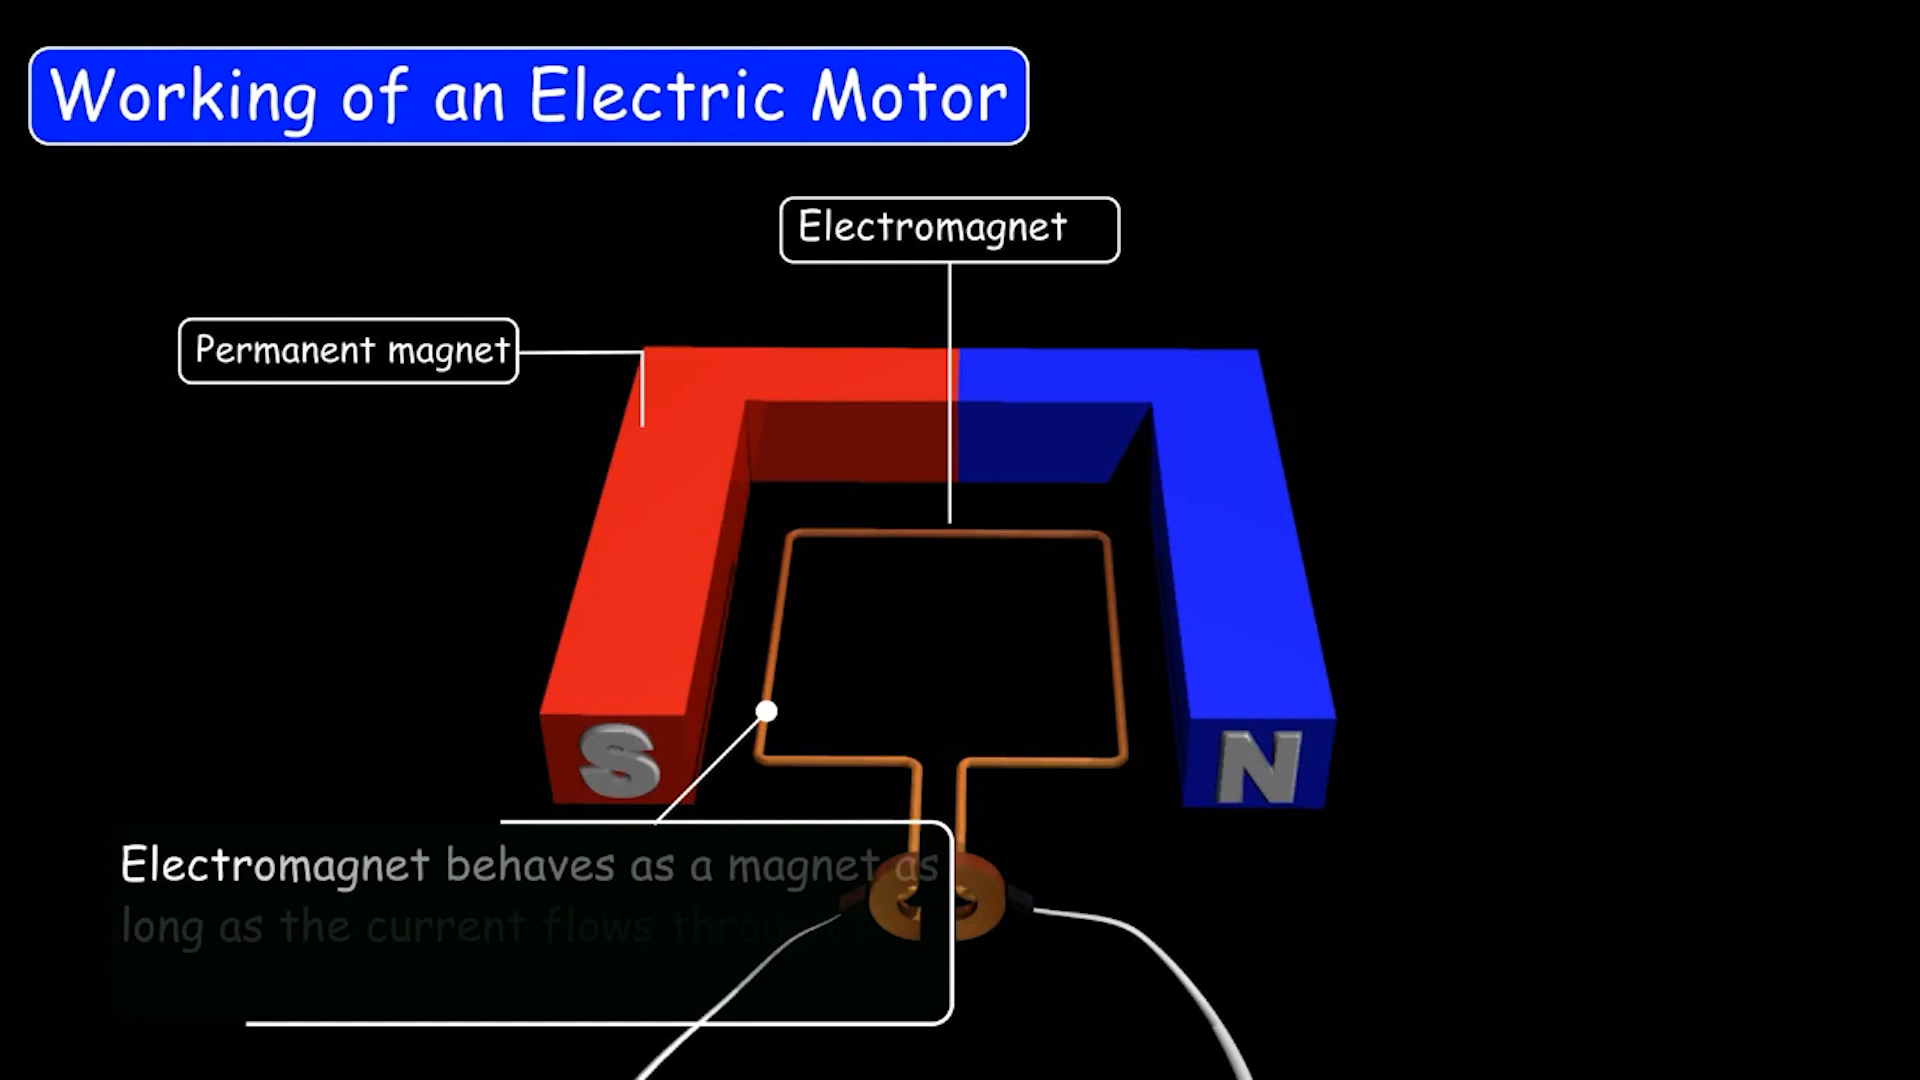 Working of an Electric Motor
Electromagnet
Permanent magnet
S
N
Electromagnet behaves as a magnet as
long as the current flows